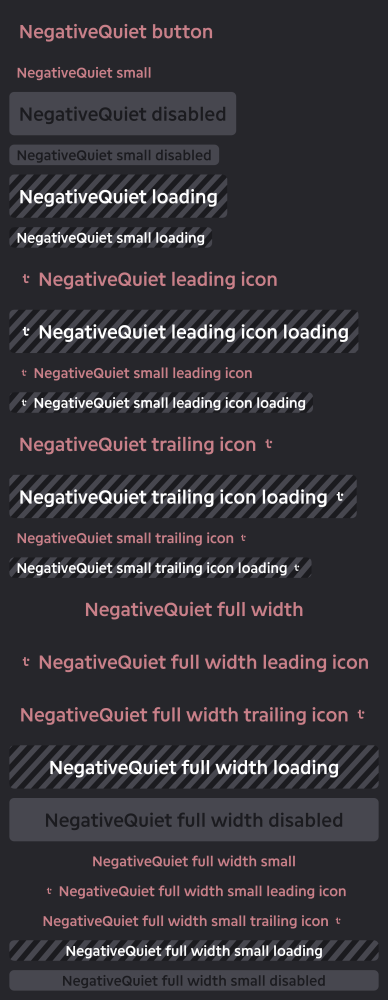 NegativeQuiet button
NegativeQuiet small
NegativeQuiet disabled
NegativeQuiet small disabled
NegativeQuiet loading
NegativeQuiet small loading
NegativeQuiet leading icon
NegativeQuiet leading icon loading
NegativeQuiet small leading icon
NegativeQuiet small leading icon loading
NegativeQuiet trailing icon
NegativeQuiet trailing icon loading
NegativeQuiet small trailing icon
NegativeQuiet small trailing icon loading
NegativeQuiet full width
NegativeQuiet full width leading icon
NegativeQuiet full width trailing icon
NegativeQuiet full width loading
NegativeQuiet full width disabled
NegativeQuiet full width small
NegativeQuiet full width small leading icon
NegativeQuiet full width small trailing icon
NegativeQuiet full width small loading
NegativeQuiet full width small disabled